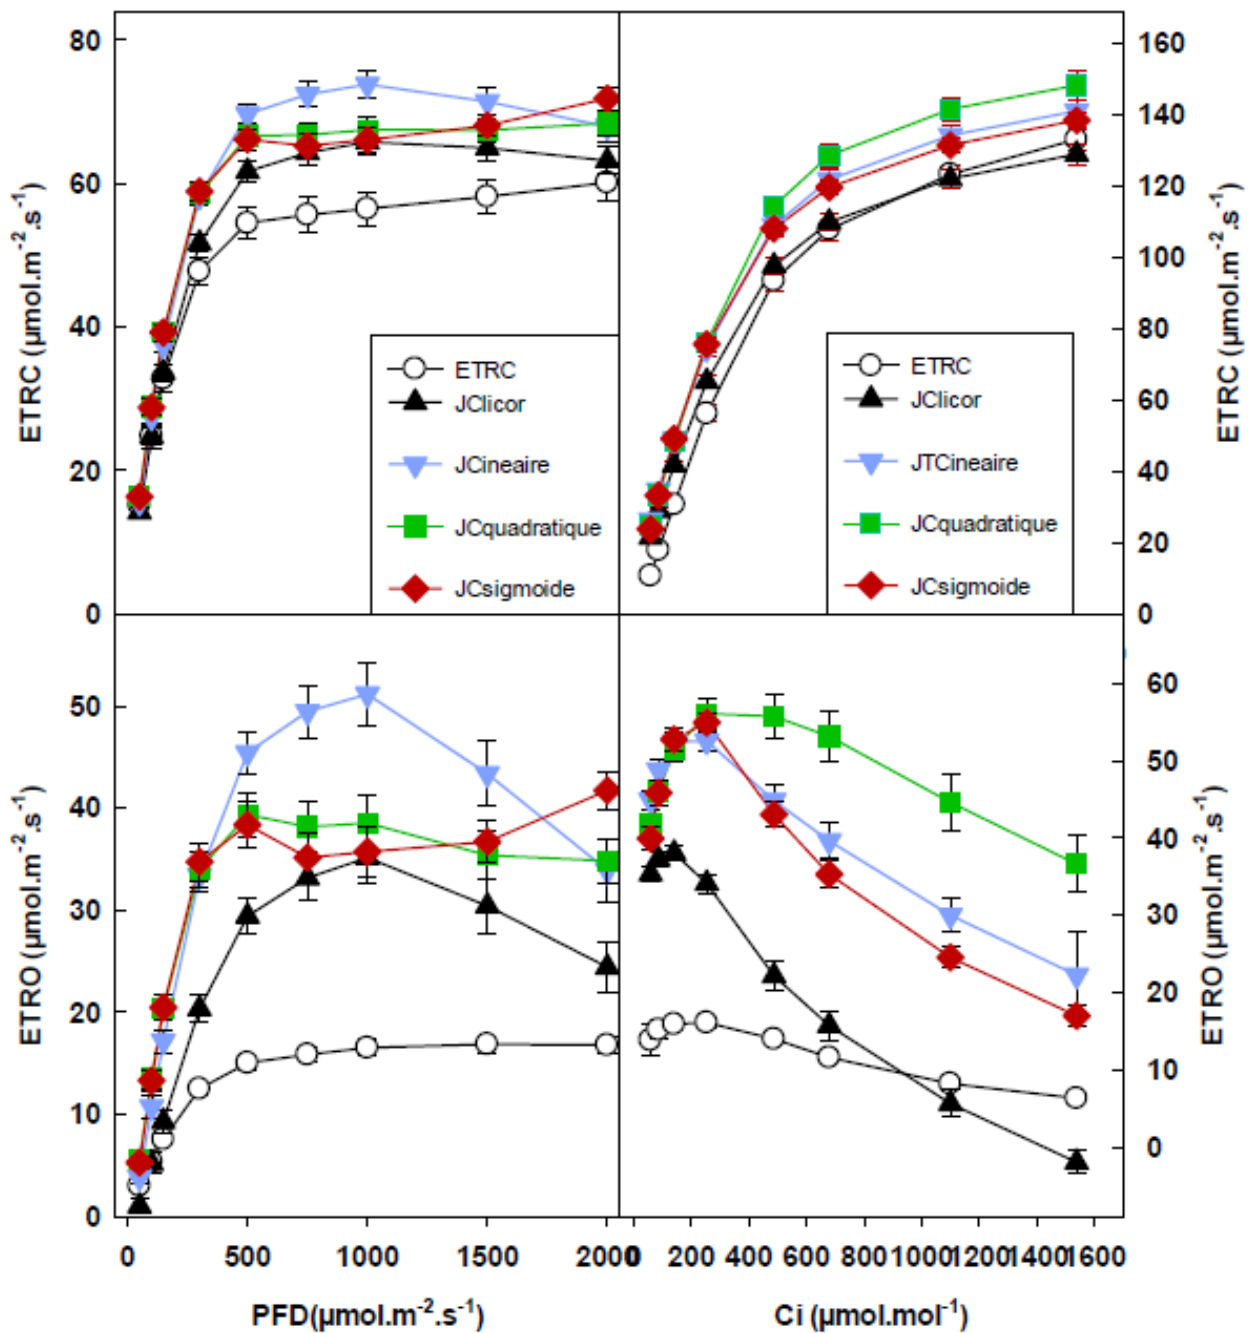 80
60
40
20
0
ETRC (µmol.m⁻².s⁻¹)
ETRC
JClicor
JCineaire
JCquadratique
JCsigmoide
160
140
120
100
80
60
40
20
0
ETRC (µmol.m⁻².s⁻¹)
ETRC
JClicor
JTCineaire
JCquadratique
JCsigmoide
50
40
30
20
10
0
ETRO (µmol.m⁻².s⁻¹)
60
50
40
30
20
10
0
ETRO (µmol.m⁻².s⁻¹)
0 500 1000 1500 2000
0 200 400 600 800 1000 1200 1400 1600
PFD(µmol.m⁻².s⁻¹)
Ci (µmol.mol⁻¹)